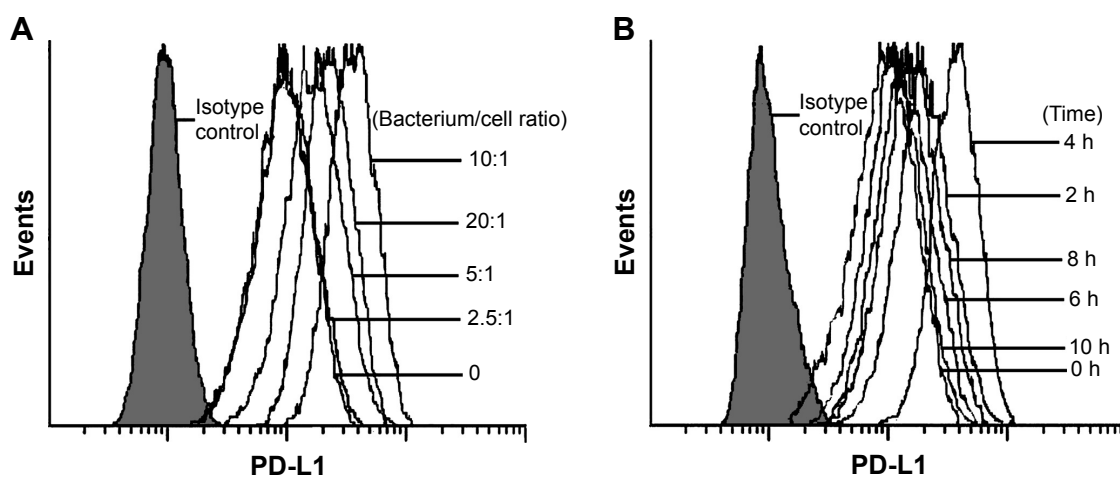 A
Isotype
control
(Bacterium/cell ratio)
10:1
20:1
5:1
2.5:1
0
Events
PD-L1
B
Isotype
control
(Time)
4 h
2 h
8 h
6 h
10 h
0 h
Events
PD-L1